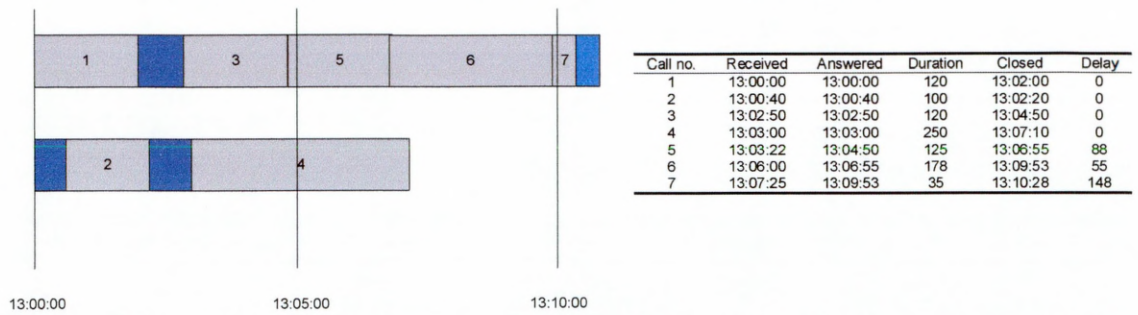 1 3 5 6 7
2 4
13:00:00 13:05:00 13:10:00
Call no. Received Answered Duration Closed Delay
1 13:00:00 13:00:00 120 13:02:00 0
2 13:00:40 13:00:40 100 13:02:20 0
3 13:02:50 13:02:50 120 13:04:50 0
4 13:03:00 13:03:00 250 13:07:10 0
5 13:03:22 13:04:50 125 13:06:55 88
6 13:06:00 13:06:55 178 13:09:53 55
7 13:07:25 13:09:53 35 13:10:28 148